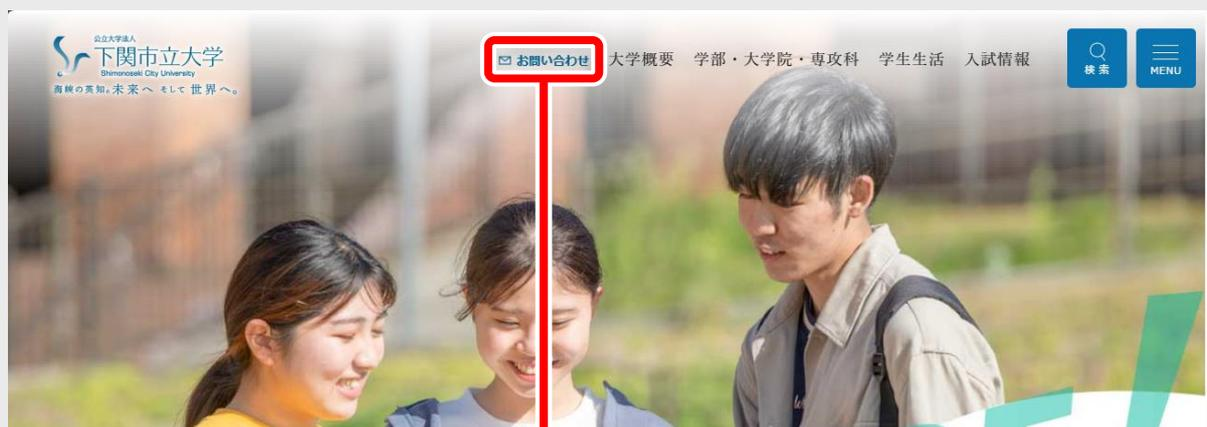 公立大学法人
下関市立大学
Shimonoseki City University
海峡の英知。未来へ そして 世界へ。
お問い合わせ 大学概要 学部・大学院・専攻科 学生生活 入試情報
検索
MENU